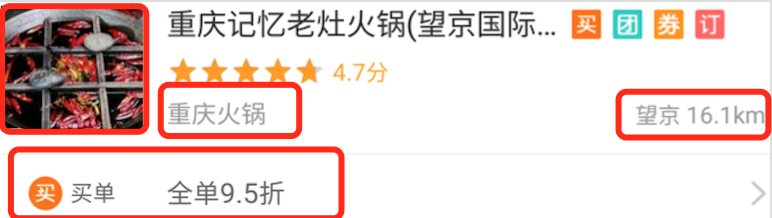 重庆记忆老灶火锅(望京国际... 买 团 券 订
4.7分
重庆火锅 望京 16.1km
买 买单 全单9.5折